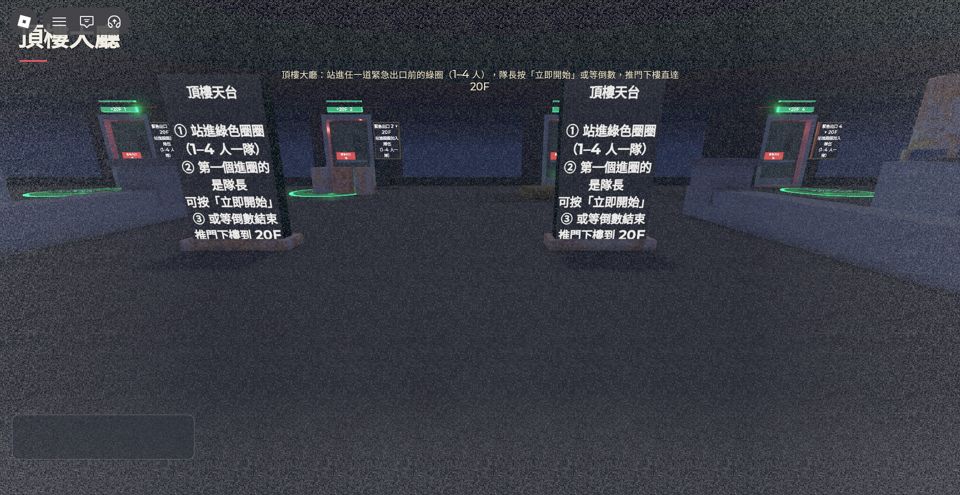 頂樓大廳
頂樓大廳：站進任一道緊急出口前的綠圈（1–4 人），隊長按「立即開始」或等倒數，推門下樓直達
20F
頂樓天台
① 站進綠色圈圈
（1–4 人一隊）
② 第一個進圈的
是隊長
可按「立即開始」
③ 或等倒數結束
推門下樓到 20F
頂樓天台
① 站進綠色圈圈
（1–4 人一隊）
② 第一個進圈的
是隊長
可按「立即開始」
③ 或等倒數結束
推門下樓到 20F